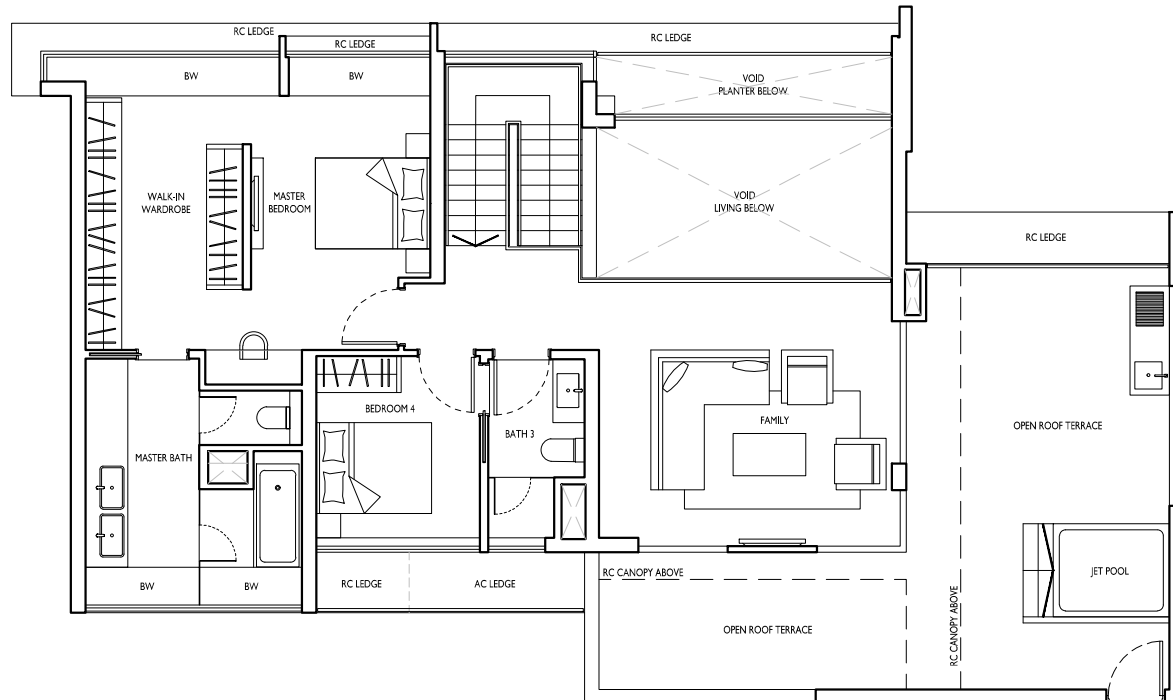 RC LEDGE
RC LEDGE
RC LEDGE
BW
BW
VOID
PLANTER BELOW
WALK-IN
WARDROBE
MASTER
BEDROOM
VOID
LIVING BELOW
RC LEDGE
BEDROOM 4
BATH 3
FAMILY
OPEN ROOF TERRACE
MASTER BATH
BW
BW
RC LEDGE
AC LEDGE
RC CANOPY ABOVE
JET POOL
OPEN ROOF TERRACE
RC CANOPY ABOVE